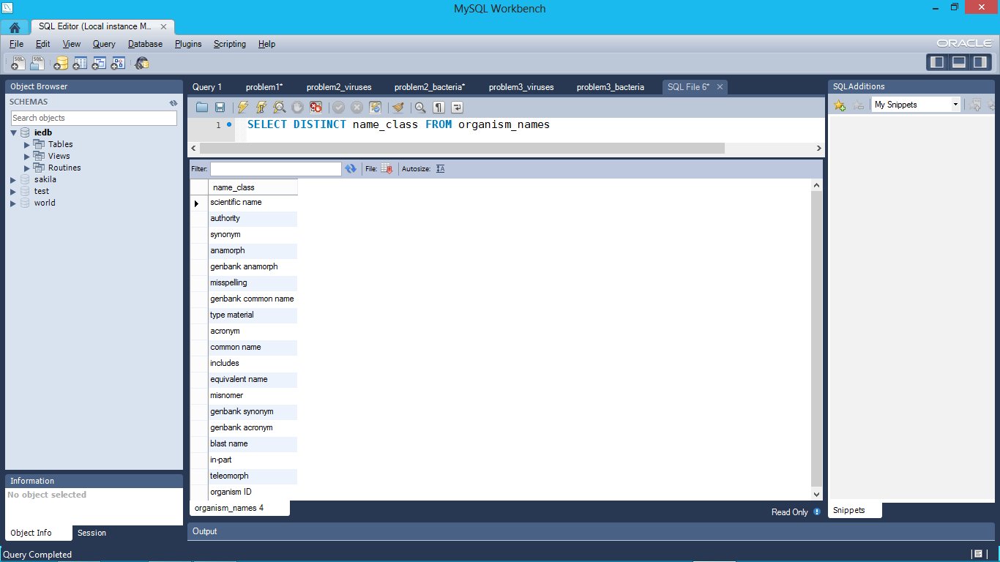 MySQL Workbench
SQL Editor (Local instance M...
File Edit View Query Database Plugins Scripting Help
ORACLE
SQL SQL
Object Browser
SCHEMAS
Search objects
iedb
Tables
Views
Routines
sakila
test
world
Information
No object selected
Object Info Session
Query 1 problem1* problem2_viruses problem2_bacteria* problem3_viruses problem3_bacteria SQL File 6*
1 SELECT DISTINCT name_class FROM organism_names
Filter: File: Autosize:
name_class
scientific name
authority
synonym
anamorph
genbank anamorph
misspelling
genbank common name
type material
acronym
common name
includes
equivalent name
misnomer
genbank synonym
genbank acronym
blast name
in-part
teleomorph
organism ID
organism_names 4
Read Only
Output
SQLAdditions
My Snippets
Snippets
Query Completed